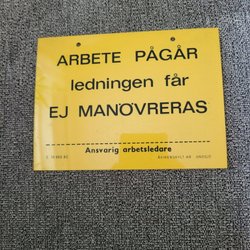 ARBETE PÅGÅR
ledningen får
EJ MANÖVRERAS
Ansvarig arbetsledare